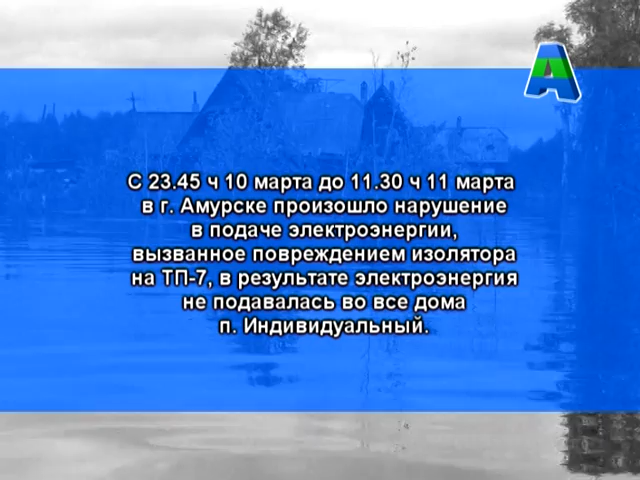 А
С 23.45 ч 10 марта до 11.30 ч 11 марта
в г. Амурске произошло нарушение
в подаче электроэнергии,
вызванное повреждением изолятора
на ТП-7, в результате электроэнергия
не подавалась во все дома
п. Индивидуальный.